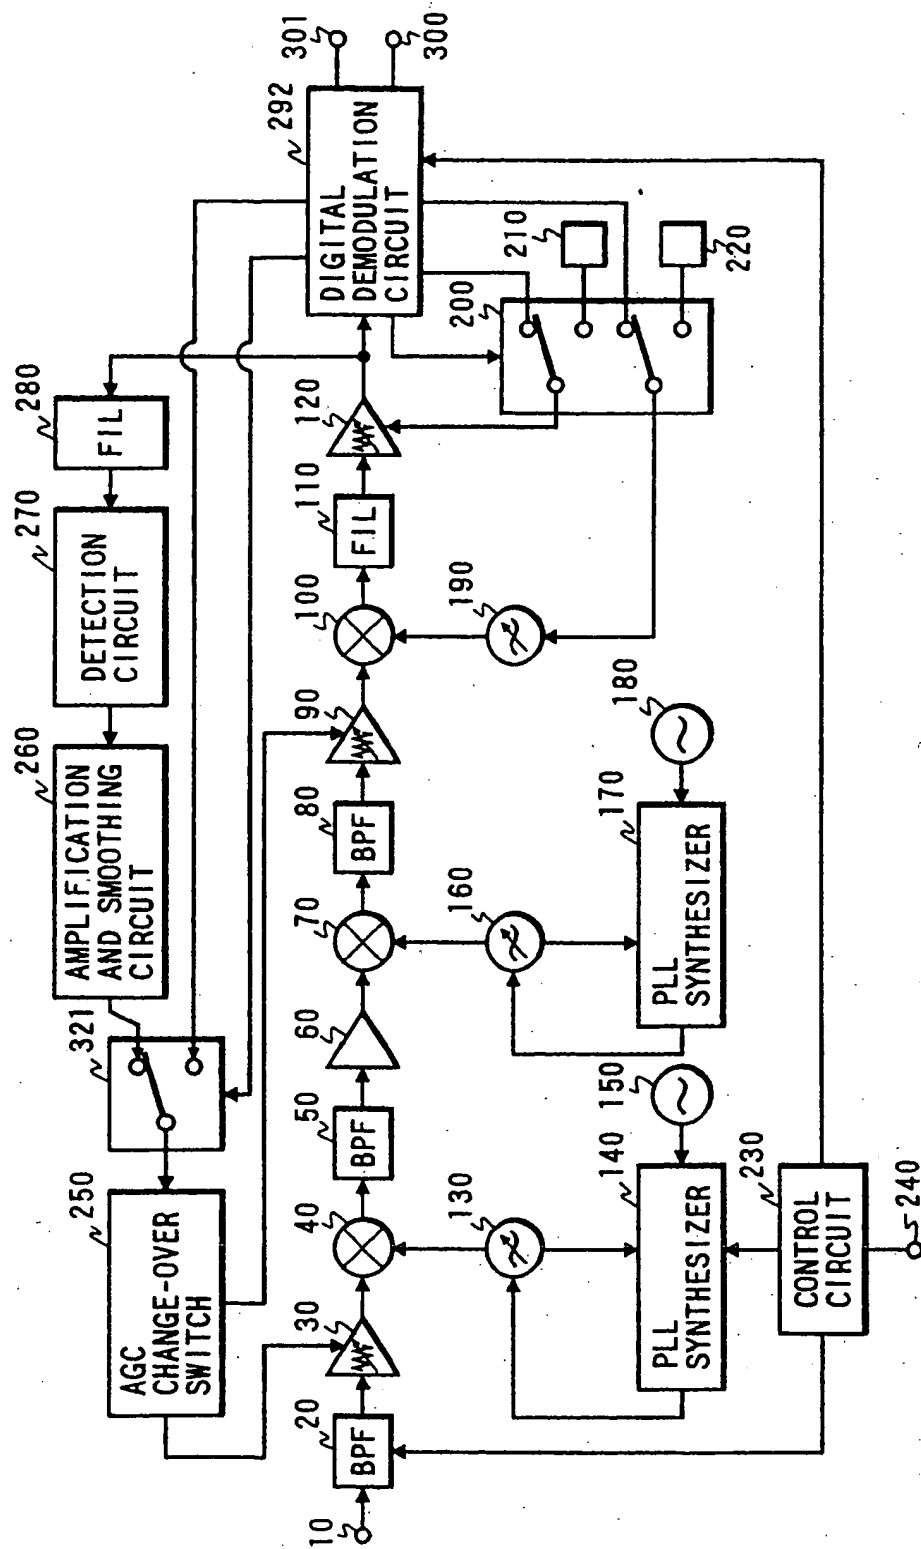 280
FIL
270
DETECTION
CIRCUIT
260
AMPLIFICATION
AND SMOOTHING
CIRCUIT
321
250
AGC
CHANGE-OVER
SWITCH
10
20
BPF
30
40
50
BPF
60
70
80
BPF
90
100
110
FIL
120
292
DIGITAL
DEMODULATION
CIRCUIT
301
300
130
160
190
200
210
220
140
PLL
SYNTHESIZER
150
170
PLL
SYNTHESIZER
180
230
CONTROL
CIRCUIT
240